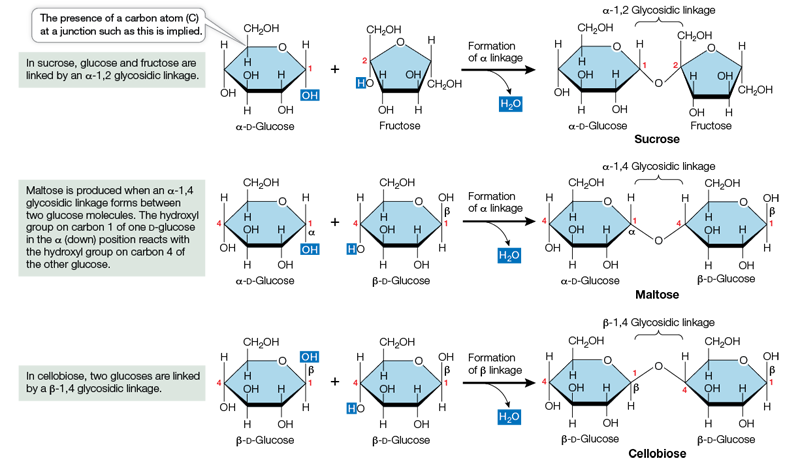 The presence of a carbon atom (C)
at a junction such as this is implied.
In sucrose, glucose and fructose are
linked by an α-1,2 glycosidic linkage.
CH₂OH
H
O
H
H
1
OH
H
OH
OH
H
OH
α-D-Glucose
+
CH₂OH
O
H
2
H
HO
HO
CH₂OH
OH
H
Fructose
Formation
of α linkage
H₂O
α-1,2 Glycosidic linkage
CH₂OH
H
O
H
H
1
OH
H
OH
H
OH
O
CH₂OH
O
H
2
H
HO
CH₂OH
OH
H
α-D-Glucose
Fructose
Sucrose
Maltose is produced when an α-1,4
glycosidic linkage forms between
two glucose molecules. The hydroxyl
group on carbon 1 of one D-glucose
in the α (down) position reacts with
the hydroxyl group on carbon 4 of
the other glucose.
CH₂OH
H
O
H
H
4
1
α
OH
H
OH
OH
H
OH
α-D-Glucose
+
CH₂OH
H
O
OH
β
H
4
1
OH
H
HO
H
H
OH
β-D-Glucose
Formation
of α linkage
H₂O
α-1,4 Glycosidic linkage
CH₂OH
H
O
H
H
4
1
α
OH
H
OH
H
OH
O
CH₂OH
H
O
OH
β
H
4
1
OH
H
H
H
OH
α-D-Glucose
β-D-Glucose
Maltose
In cellobiose, two glucoses are linked
by a β-1,4 glycosidic linkage.
CH₂OH
H
O
OH
β
H
4
1
OH
H
OH
H
H
OH
β-D-Glucose
+
CH₂OH
H
O
OH
β
H
4
1
OH
H
HO
H
H
OH
β-D-Glucose
Formation
of β linkage
H₂O
β-1,4 Glycosidic linkage
CH₂OH
H
O
H
4
1
β
OH
H
OH
H
H
OH
O
CH₂OH
H
O
OH
β
H
4
1
OH
H
H
H
OH
β-D-Glucose
β-D-Glucose
Cellobiose